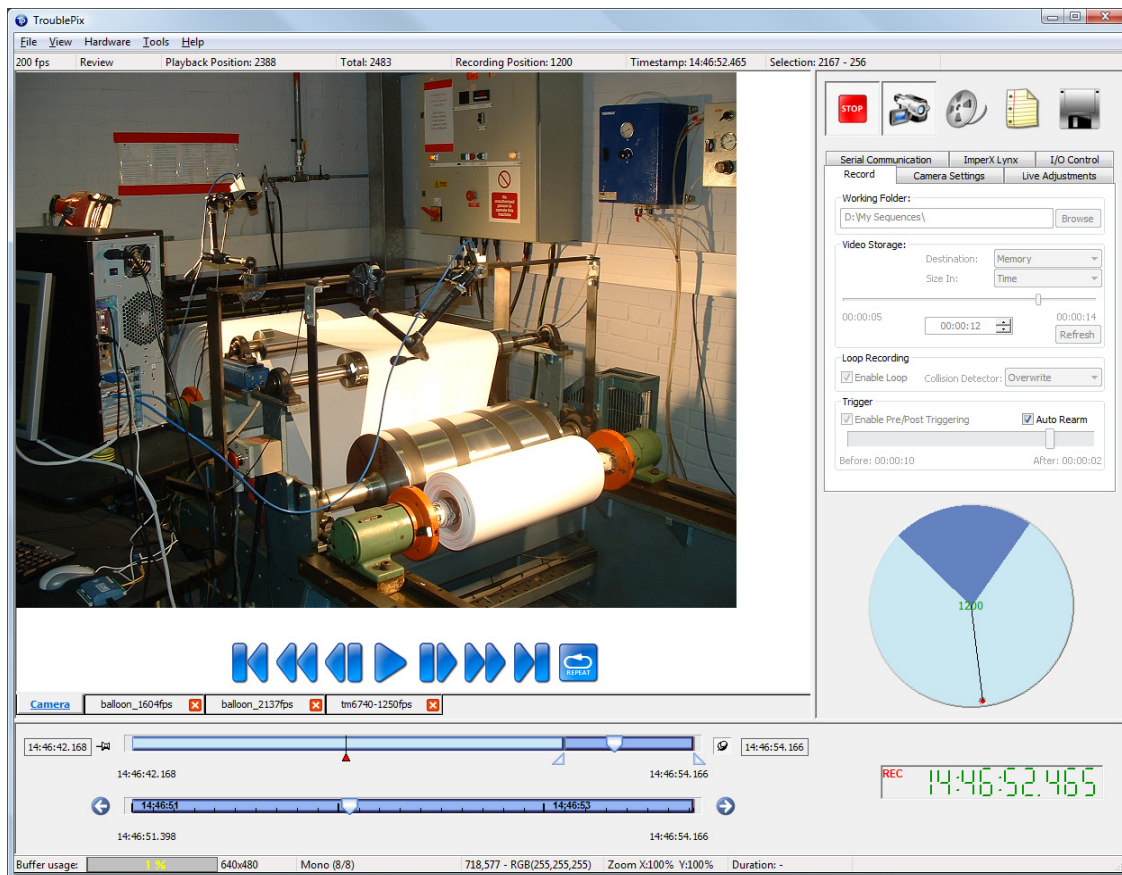 TroublePix
File View Hardware Tools Help
200 fps Review Playback Position: 2388 Total: 2483 Recording Position: 1200 Timestamp: 14:46:52.465 Selection: 2167 - 256
STOP
Serial Communication ImperX Lynx I/O Control
Record Camera Settings Live Adjustments
Working Folder:
D:\My Sequences\ Browse
Video Storage:
Destination: Memory
Size In: Time
00:00:05 00:00:14
00:00:12
Refresh
Loop Recording
Enable Loop Collision Detector: Overwrite
Trigger
Enable Pre/Post Triggering Auto Rearm
Before: 00:00:10 After: 00:00:02
1200
REPEAT
Camera balloon_1604fps balloon_2137fps tm6740-1250fps
14:46:42.168 14:46:54.166
14:46:42.168 14:46:54.166
14:46:51 14:46:53
14:46:51.398 14:46:54.166
REC 14:46:52.465
Buffer usage: 1 % 640x480 Mono (8/8) 718,577 - RGB(255,255,255) Zoom X:100% Y:100% Duration: -